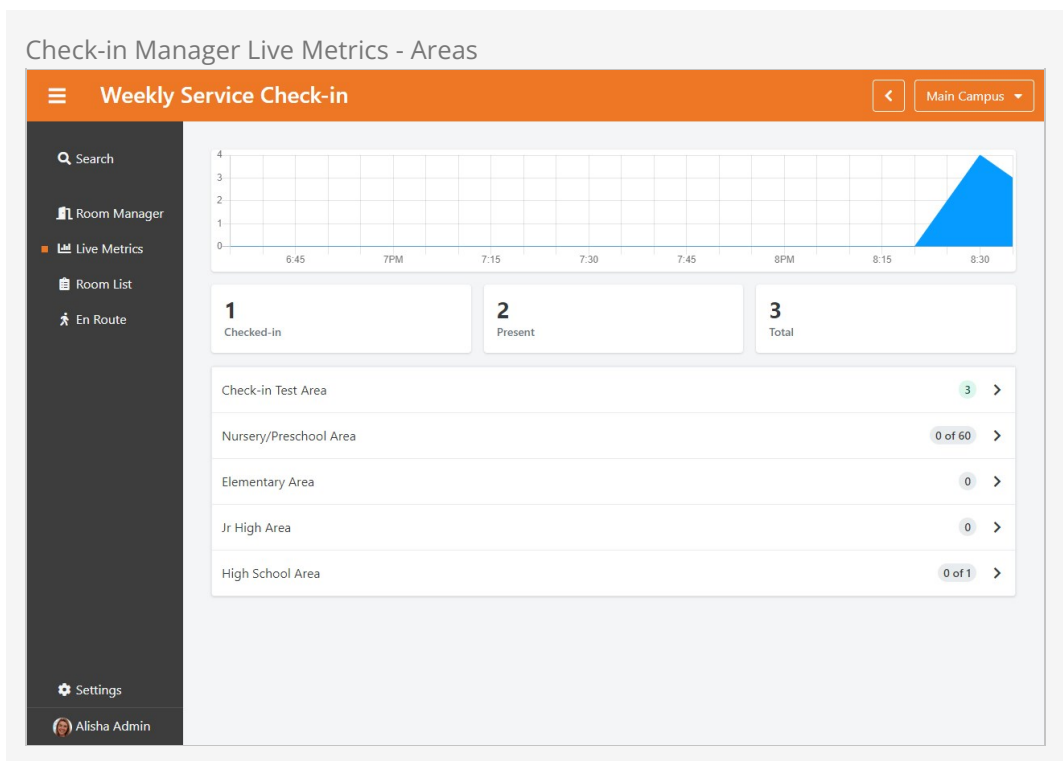 Check-in Manager Live Metrics - Areas
Weekly Service Check-in
Main Campus
Search
Room Manager
Live Metrics
Room List
En Route
4
3
2
1
0
6:45 7PM 7:15 7:30 7:45 8PM 8:15 8:30
1 2 3
Checked-in Present Total
Check-in Test Area 3
Nursery/Preschool Area 0 of 60
Elementary Area 0
Jr High Area 0
High School Area 0 of 1
Settings
Alisha Admin